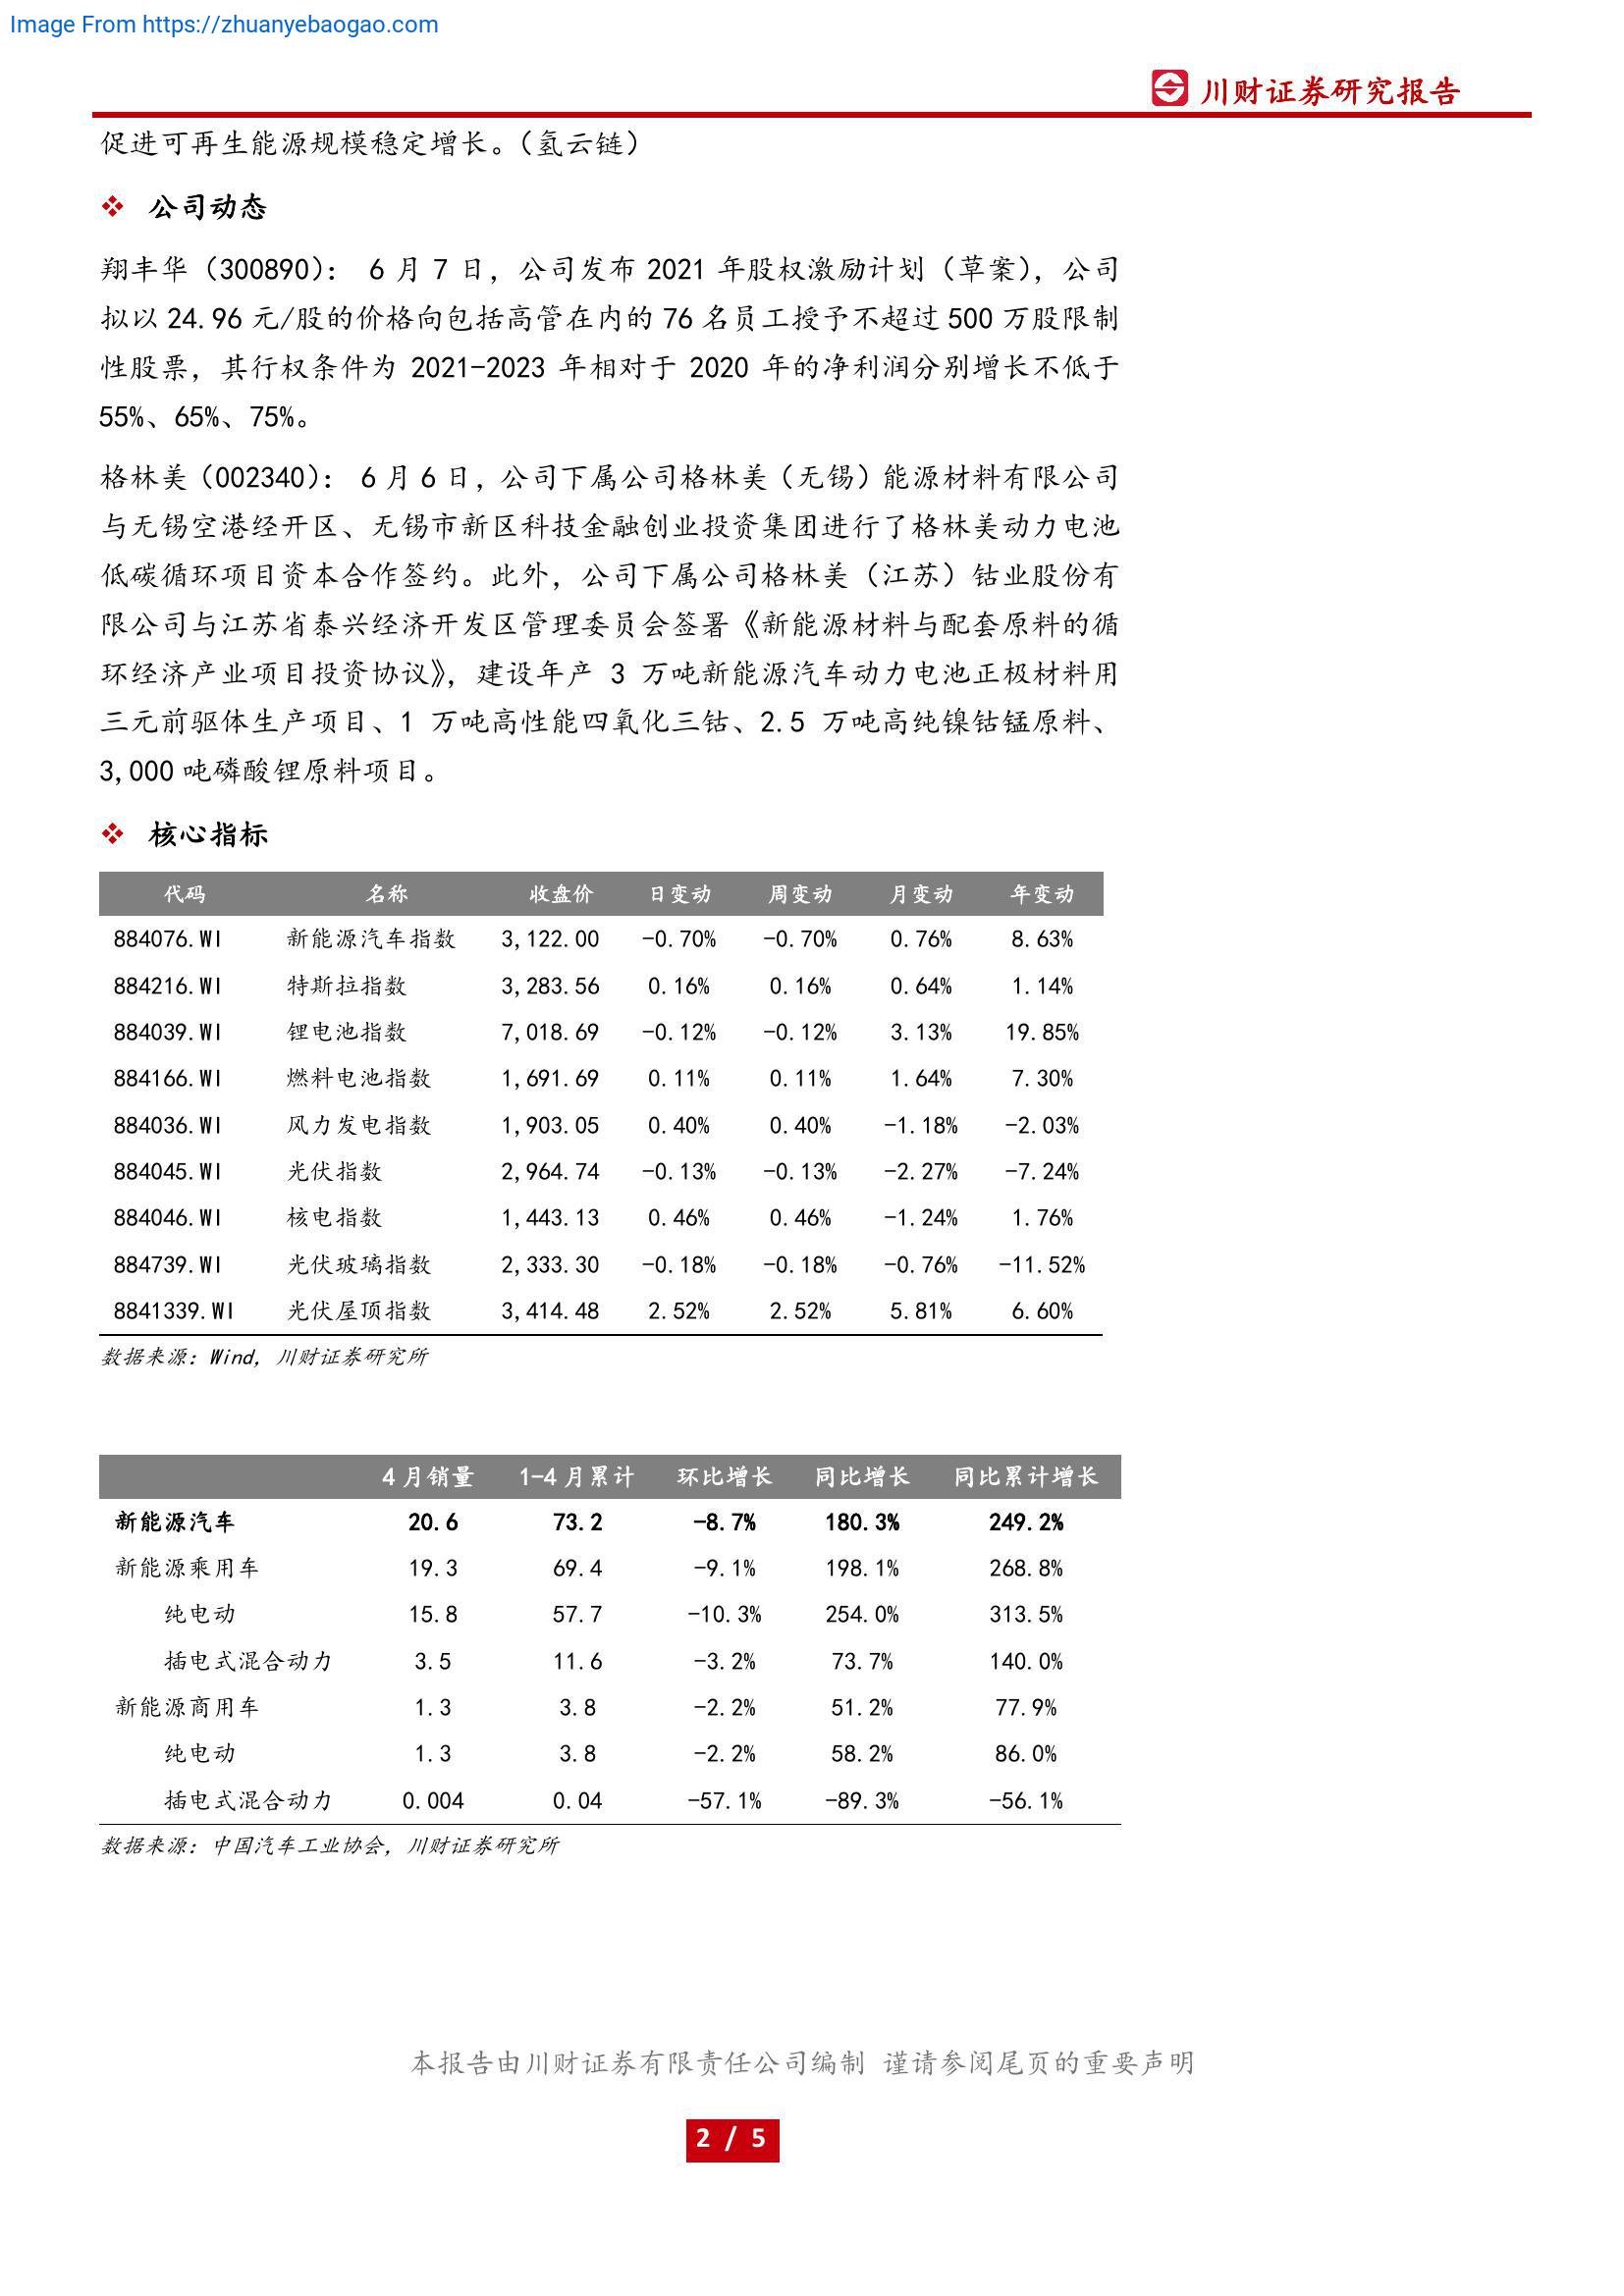 Image From https://zhuanyebaogao.com
川财证券研究报告
促进可再生能源规模稳定增长。（氢云链）
❖ 公司动态
翔丰华（300890）： 6 月 7 日，公司发布 2021 年股权激励计划（草案），公司
拟以 24.96 元/股的价格向包括高管在内的 76 名员工授予不超过 500 万股限制
性股票，其行权条件为 2021-2023 年相对于 2020 年的净利润分别增长不低于
55%、65%、75%。
格林美（002340）： 6 月 6 日，公司下属公司格林美（无锡）能源材料有限公司
与无锡空港经开区、无锡市新区科技金融创业投资集团进行了格林美动力电池
低碳循环项目资本合作签约。此外，公司下属公司格林美（江苏）钴业股份有
限公司与江苏省泰兴经济开发区管理委员会签署《新能源材料与配套原料的循
环经济产业项目投资协议》，建设年产 3 万吨新能源汽车动力电池正极材料用
三元前驱体生产项目、1 万吨高性能四氧化三钴、2.5 万吨高纯镍钴锰原料、
3,000 吨磷酸锂原料项目。
❖ 核心指标
代码 名称 收盘价 日变动 周变动 月变动 年变动
884076.WI 新能源汽车指数 3,122.00 -0.70% -0.70% 0.76% 8.63%
884216.WI 特斯拉指数 3,283.56 0.16% 0.16% 0.64% 1.14%
884039.WI 锂电池指数 7,018.69 -0.12% -0.12% 3.13% 19.85%
884166.WI 燃料电池指数 1,691.69 0.11% 0.11% 1.64% 7.30%
884036.WI 风力发电指数 1,903.05 0.40% 0.40% -1.18% -2.03%
884045.WI 光伏指数 2,964.74 -0.13% -0.13% -2.27% -7.24%
884046.WI 核电指数 1,443.13 0.46% 0.46% -1.24% 1.76%
884739.WI 光伏玻璃指数 2,333.30 -0.18% -0.18% -0.76% -11.52%
8841339.WI 光伏屋顶指数 3,414.48 2.52% 2.52% 5.81% 6.60%
数据来源：Wind，川财证券研究所
4 月销量 1-4 月累计 环比增长 同比增长 同比累计增长
新能源汽车 20.6 73.2 -8.7% 180.3% 249.2%
新能源乘用车 19.3 69.4 -9.1% 198.1% 268.8%
纯电动 15.8 57.7 -10.3% 254.0% 313.5%
插电式混合动力 3.5 11.6 -3.2% 73.7% 140.0%
新能源商用车 1.3 3.8 -2.2% 51.2% 77.9%
纯电动 1.3 3.8 -2.2% 58.2% 86.0%
插电式混合动力 0.004 0.04 -57.1% -89.3% -56.1%
数据来源：中国汽车工业协会，川财证券研究所
本报告由川财证券有限责任公司编制 谨请参阅尾页的重要声明
2 / 5